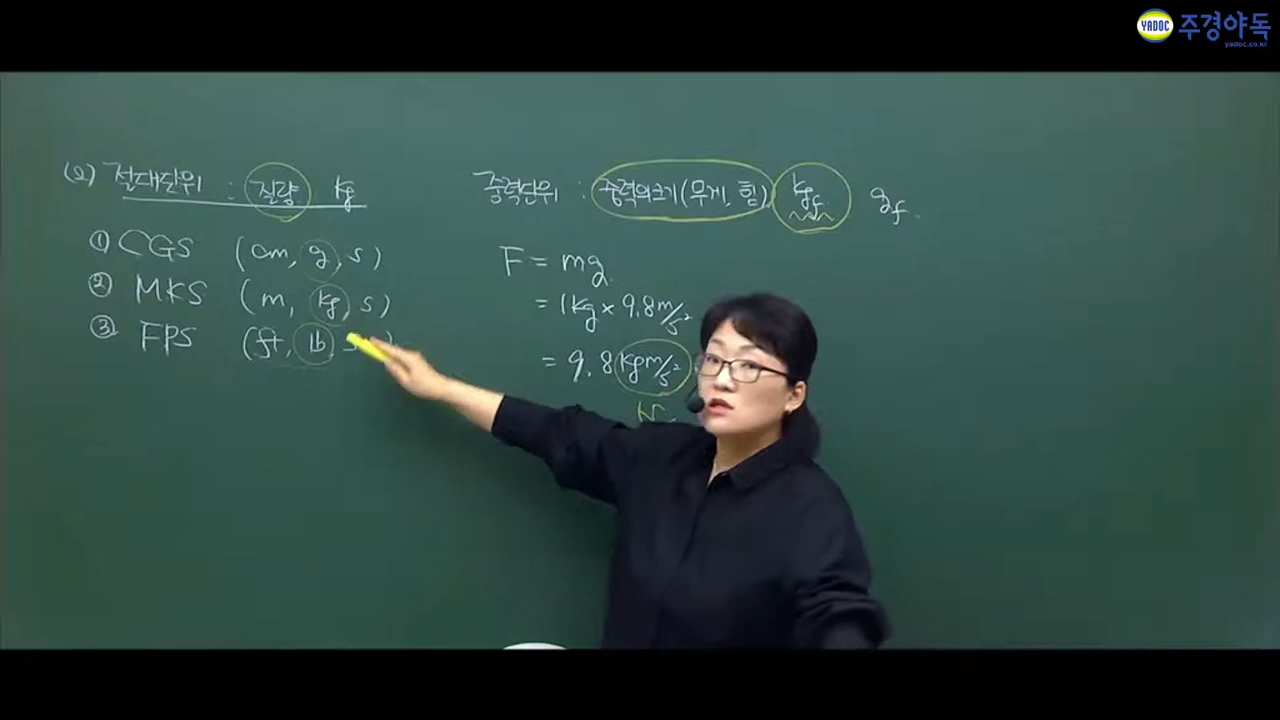 YADOC 주경야독
yadoc.co.kr
(2) 절대단위 : 질량 kg
① CGS (cm, g, s)
② MKS (m, kg, s)
③ FPS (ft, lb, s)
중력단위 : 중력의크기(무게, 힘), kgf. gf.
F = mg
= 1kg × 9.8m/s²
= 9.8 kgm/s²
N.